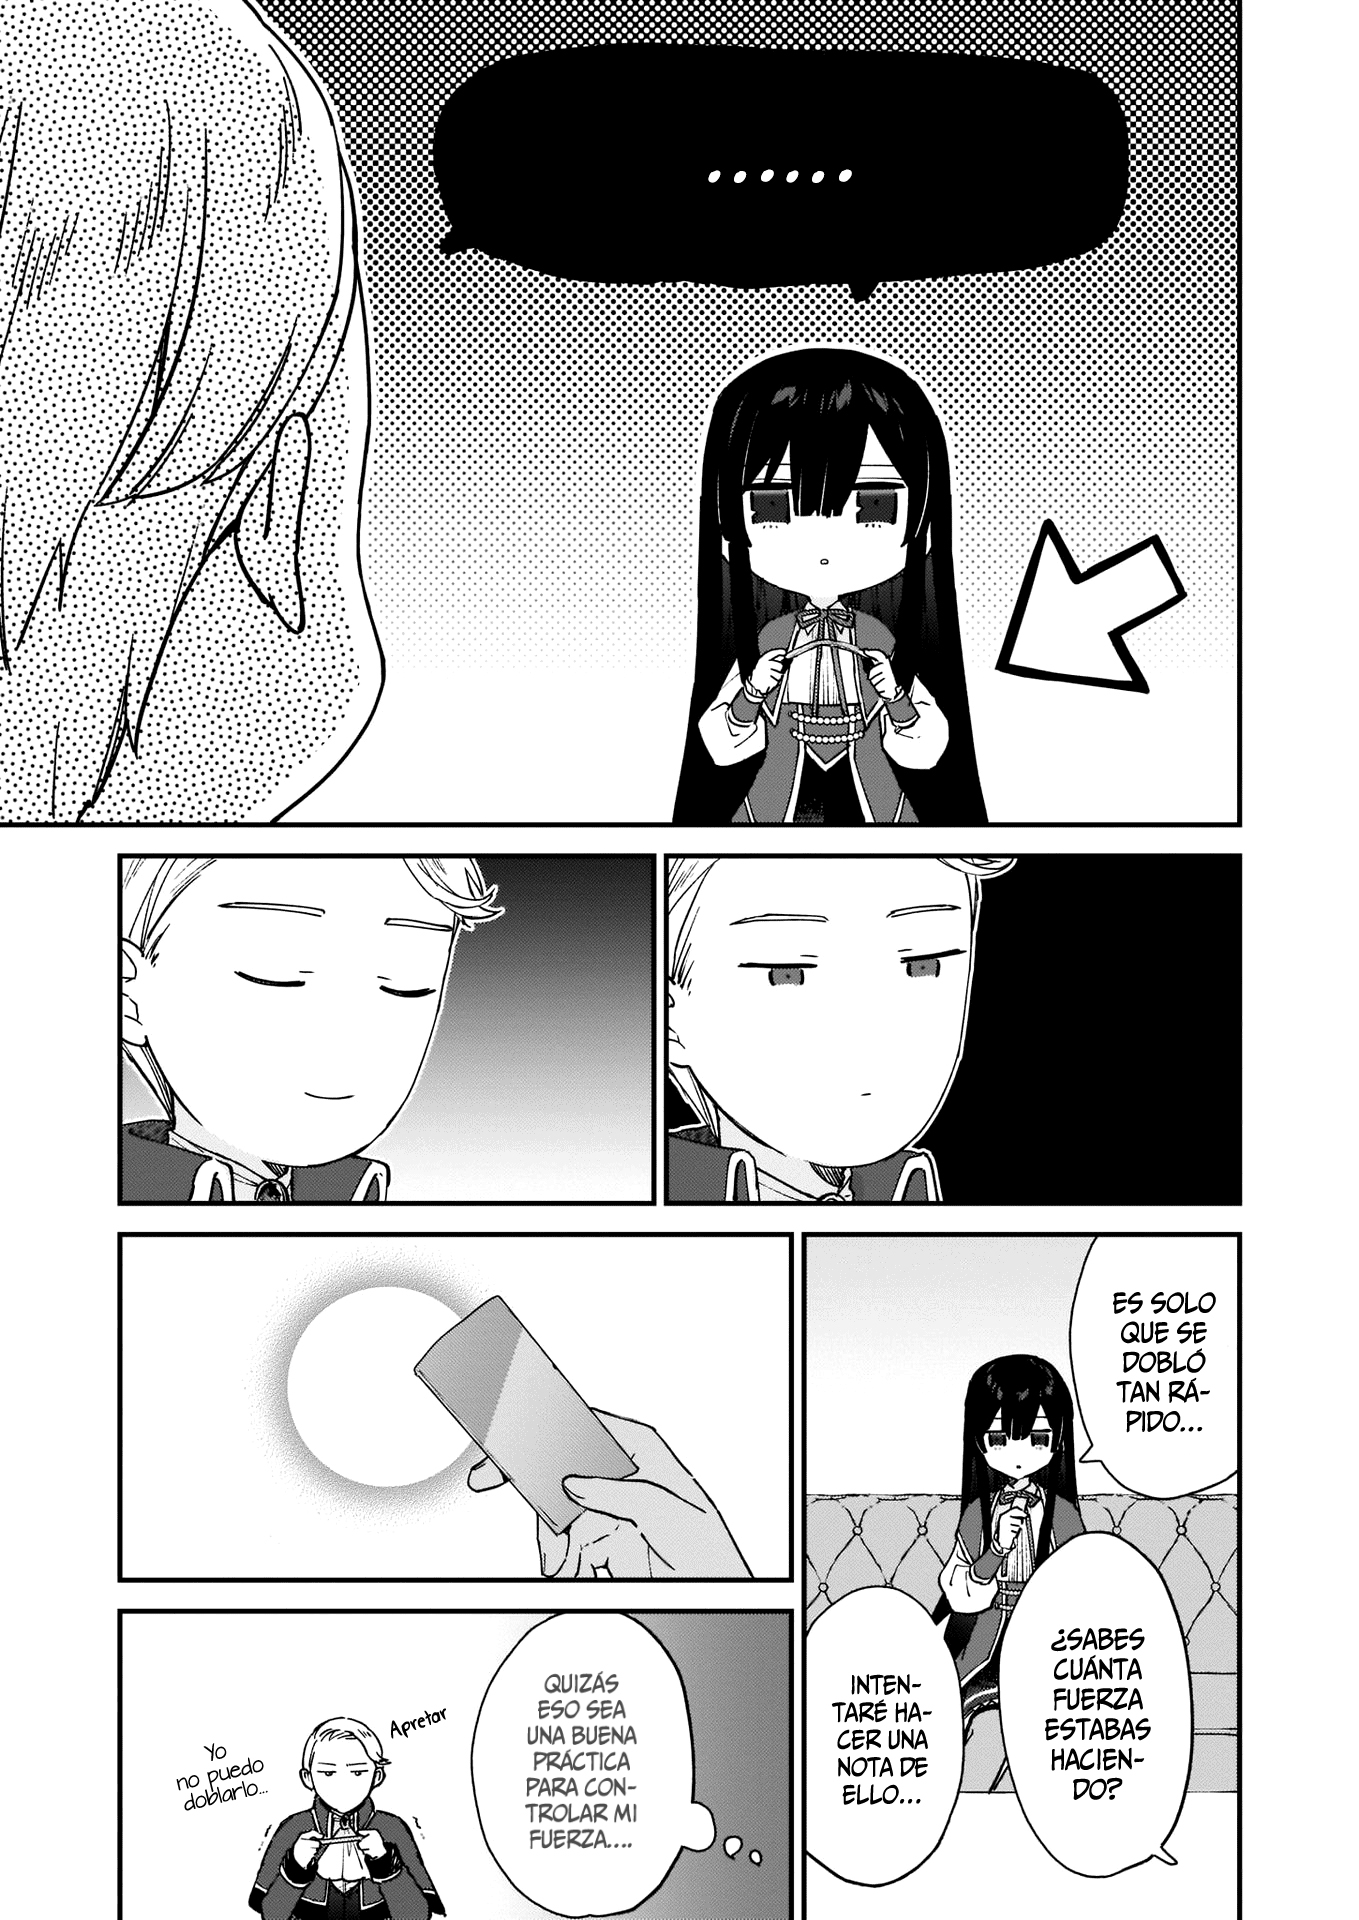 ......
ES SOLO
QUE SE
DOBLÓ
TAN RÁ-
PIDO...
¿SABES
CUÁNTA
FUERZA
ESTABAS
HACIEN-
DO?
INTEN-
TARÉ HA-
CER UNA
NOTA DE
ELLO...
QUIZÁS
ESO SEA
UNA BUENA
PRÁCTICA
PARA CON-
TROLAR MI
FUERZA....
Apretar
Yo
no puedo
doblarlo...